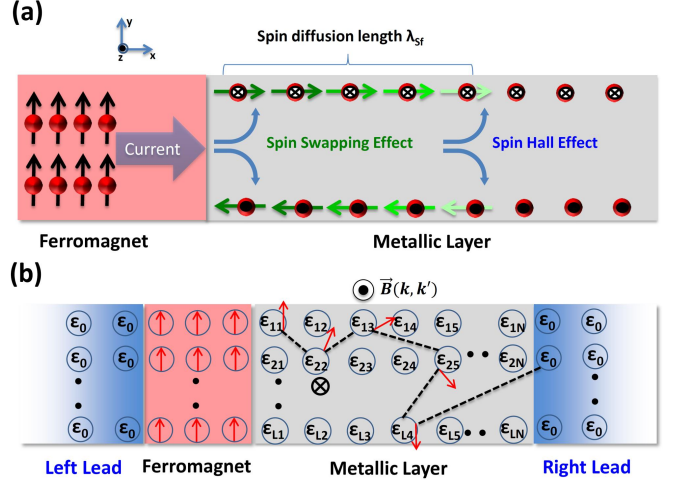 (a)
y
z x
Spin diffusion length λSf
Current
Spin Swapping Effect
Spin Hall Effect
Ferromagnet
Metallic Layer
(b)
B⃗(k, k′)
ε0 ε0 ε11 ε12 ε13 ε14 ε15 ε1N ε0 ε0
ε0 ε0 ε21 ε22 ε23 ε24 ε25 ε2N ε0 ε0
ε0 ε0 εL1 εL2 εL3 εL4 εL5 εLN ε0 ε0
Left Lead Ferromagnet Metallic Layer Right Lead